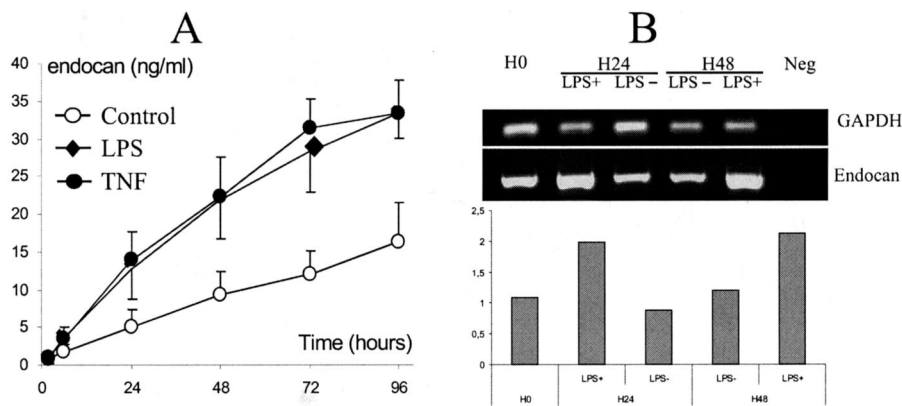 A
endocan (ng/ml)
40
35
30
25
20
15
10
5
0
Control
LPS
TNF
Time (hours)
0 24 48 72 96
B
H0 H24 H48 Neg
LPS+ LPS− LPS− LPS+
GAPDH
Endocan
2,5
2
1,5
1
0,5
0
LPS+ LPS- LPS- LPS+
H0 H24 H48